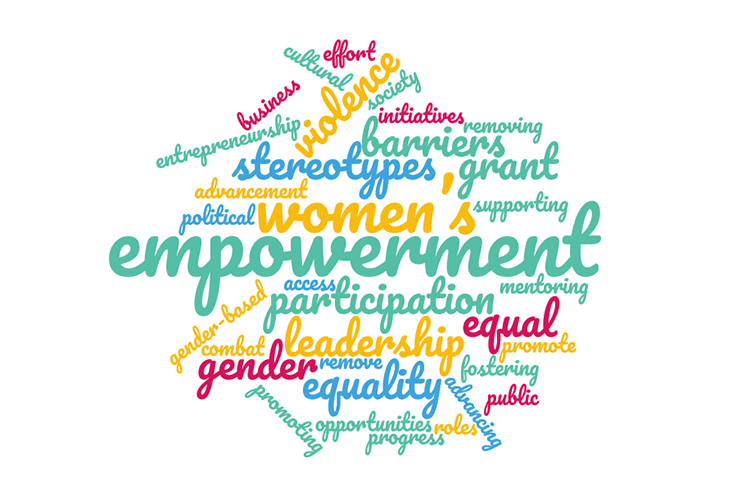 effort
cultural
violence
society
business
initiatives
entrepreneurship
barriers
removing
stereotypes
grant
advancement
women's
supporting
political
empowerment
access
mentoring
participation
gender-based
equal
leadership
combat
promote
gender
remove
fostering
equality
advancing
public
promoting
opportunities
roles
progress